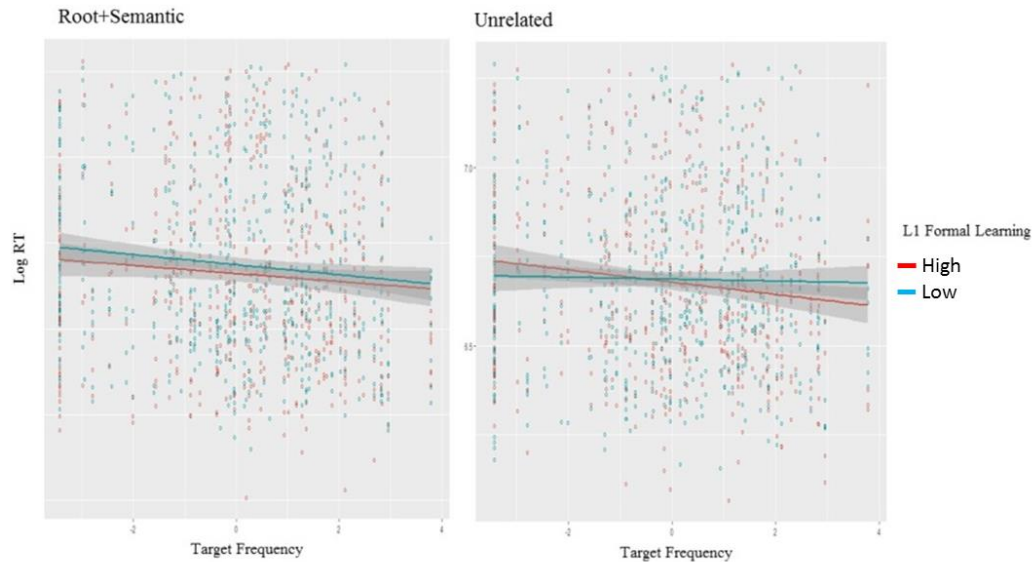 Root+Semantic
Unrelated
Log RT
7.0
6.5
-2 0 2 4
-2 0 2 4
Target Frequency
Target Frequency
L1 Formal Learning
High
Low